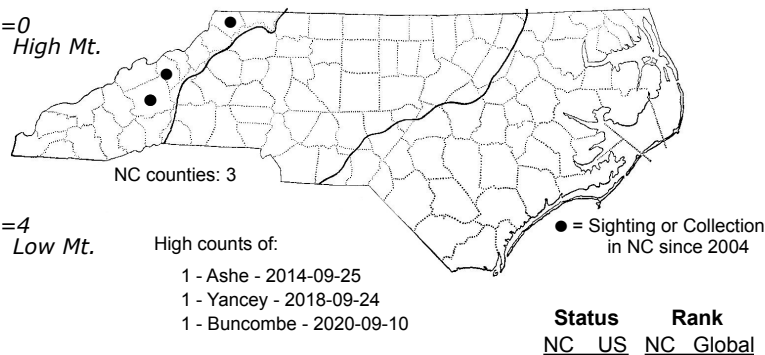 =0
High Mt.
NC counties: 3
=4
Low Mt.
High counts of:
1 - Ashe - 2014-09-25
1 - Yancey - 2018-09-24
1 - Buncombe - 2020-09-10
● = Sighting or Collection
in NC since 2004
Status Rank
NC US NC Global